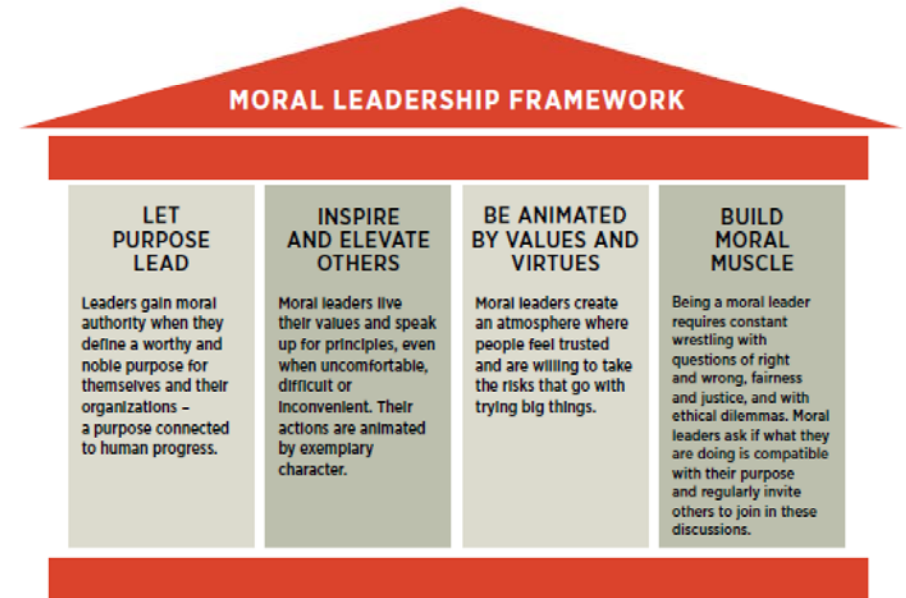 MORAL LEADERSHIP FRAMEWORK
LET
PURPOSE
LEAD
Leaders gain moral
authority when they
define a worthy and
noble purpose for
themselves and their
organizations –
a purpose connected
to human progress.
INSPIRE
AND ELEVATE
OTHERS
Moral leaders live
their values and speak
up for principles, even
when uncomfortable,
difficult or
inconvenient. Their
actions are animated
by exemplary
character.
BE ANIMATED
BY VALUES AND
VIRTUES
Moral leaders create
an atmosphere where
people feel trusted
and are willing to take
the risks that go with
trying big things.
BUILD
MORAL
MUSCLE
Being a moral leader
requires constant
wrestling with
questions of right
and wrong, fairness
and justice, and with
ethical dilemmas. Moral
leaders ask if what they
are doing is compatible
with their purpose
and regularly invite
others to join in these
discussions.